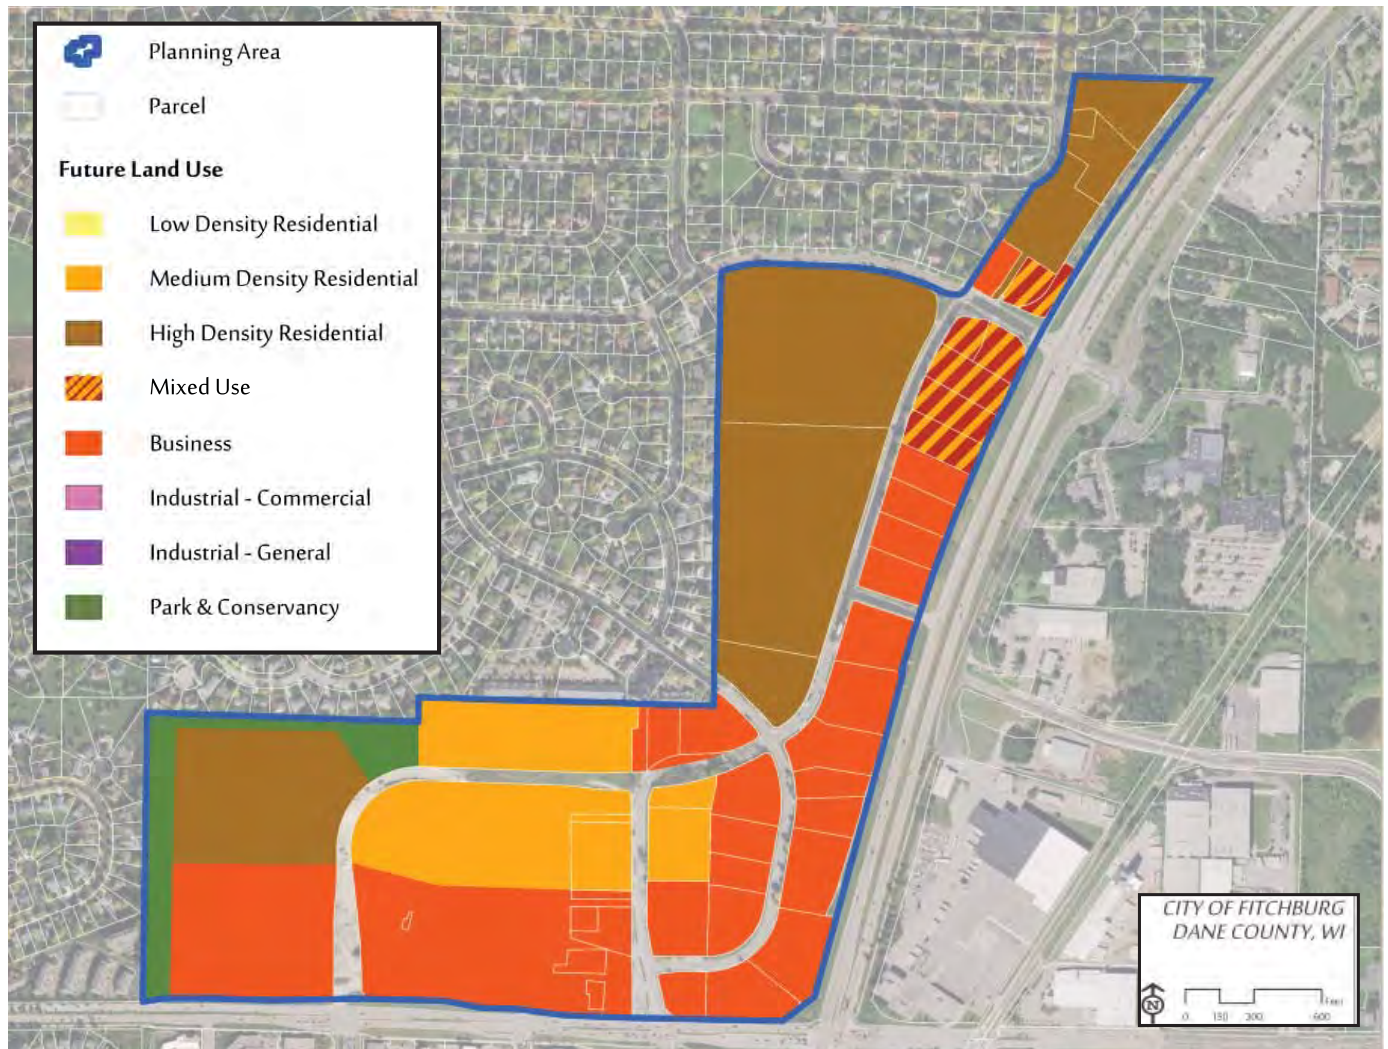 Planning Area
Parcel
Future Land Use
Low Density Residential
Medium Density Residential
High Density Residential
Mixed Use
Business
Industrial - Commercial
Industrial - General
Park & Conservancy
CITY OF FITCHBURG
DANE COUNTY, WI
N
Feet
0 150 300 600